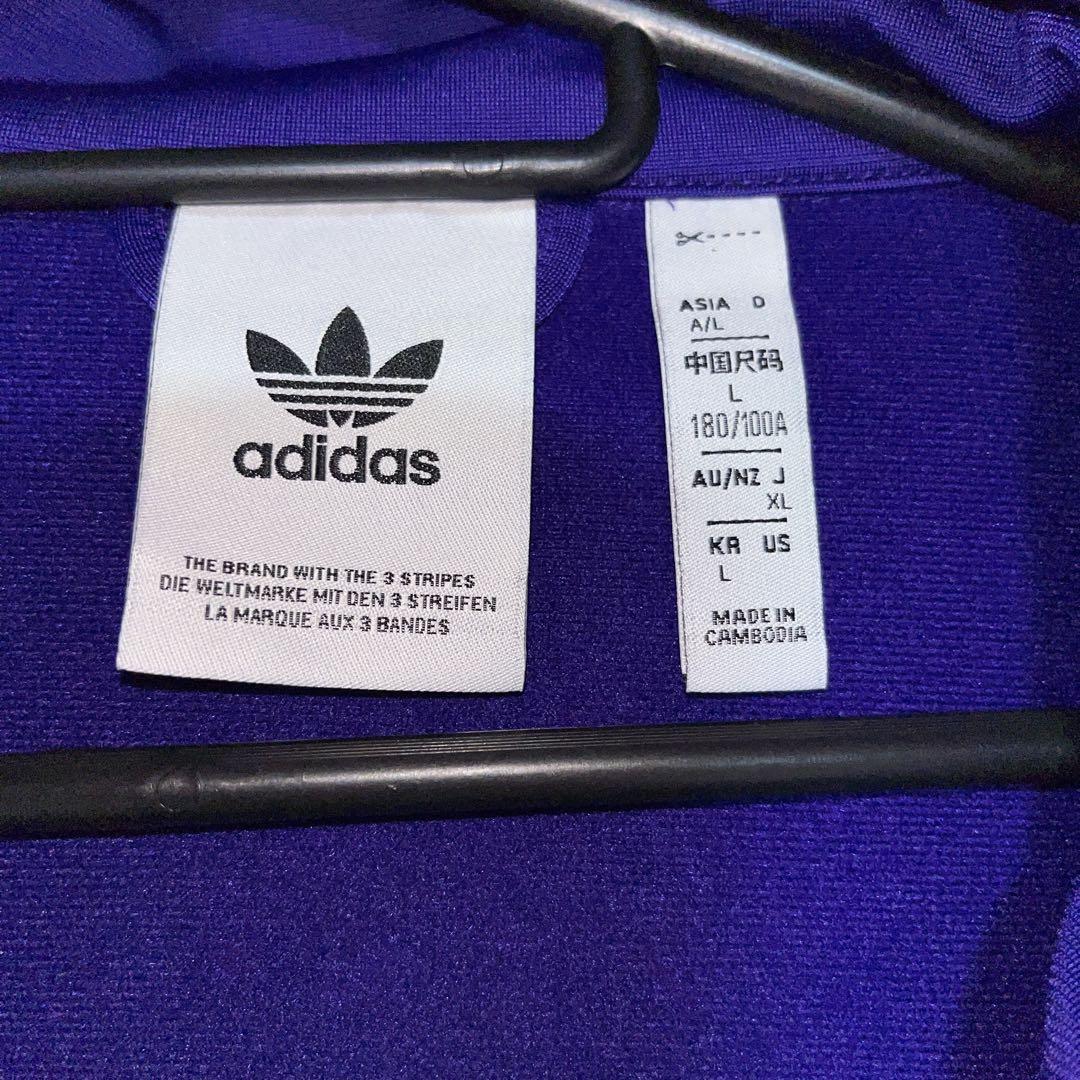 adidas
THE BRAND WITH THE 3 STRIPES
DIE WELTMARKE MIT DEN 3 STREIFEN
LA MARQUE AUX 3 BANDES
ASIA D
A/L
中国尺码
L
180/100A
AU/NZ J
XL
KR US
L
MADE IN
CAMBODIA